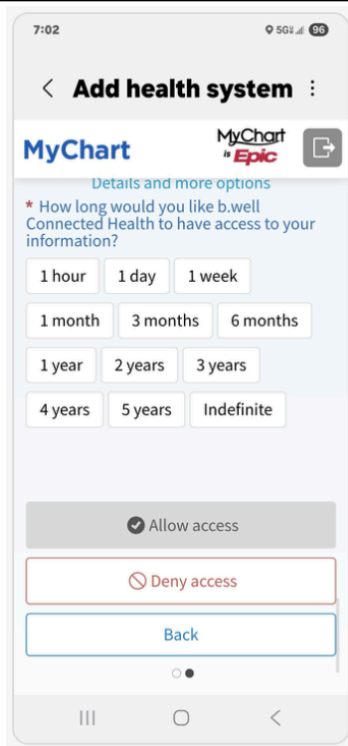 7:02 5G 96
Add health system
MyChart
MyChart
is Epic
Details and more options
* How long would you like b.well
Connected Health to have access to your
information?
1 hour 1 day 1 week
1 month 3 months 6 months
1 year 2 years 3 years
4 years 5 years Indefinite
Allow access
Deny access
Back